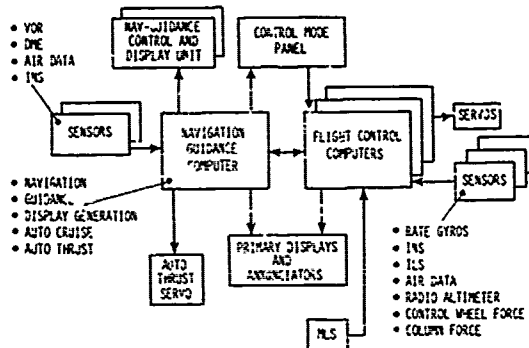 • VOR
• DME
• AIR DATA
• INS
NAV-GUIDANCE
CONTROL AND
DISPLAY UNIT
CONTROL MODE
PANEL
SENSORS
NAVIGATION
GUIDANCE
COMPUTER
FLIGHT CONTROL
COMPUTERS
SERVOS
SENSORS
• NAVIGATION
• GUIDANCE
• DISPLAY GENERATION
• AUTO CRUISE
• AUTO THRUST
AUTO
THRUST
SERVO
PRIMARY DISPLAYS
AND
ANNUNCIATORS
MLS
• RATE GYROS
• INS
• ILS
• AIR DATA
• RADIO ALTIMETER
• CONTROL WHEEL FORCE
• COLUMN FORCE